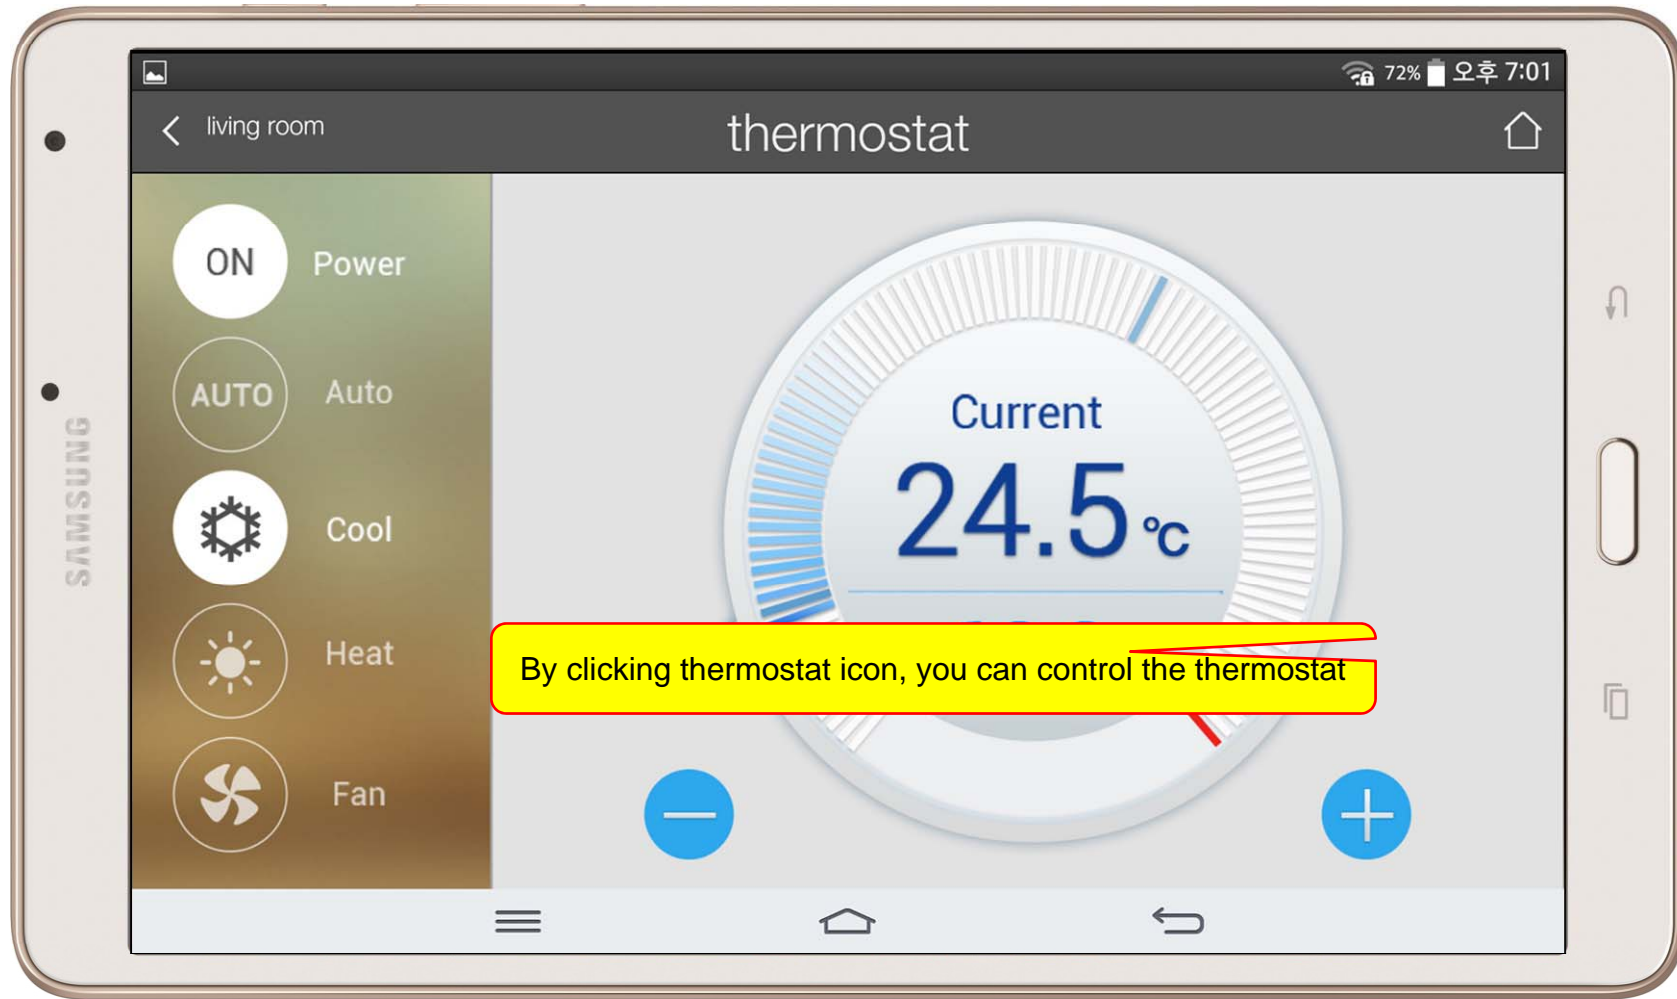 72% 오후 7:01
living room
thermostat
ON Power
AUTO Auto
Cool
Heat
Fan
Current
24.5 °C
By clicking thermostat icon, you can control the thermostat
SAMSUNG